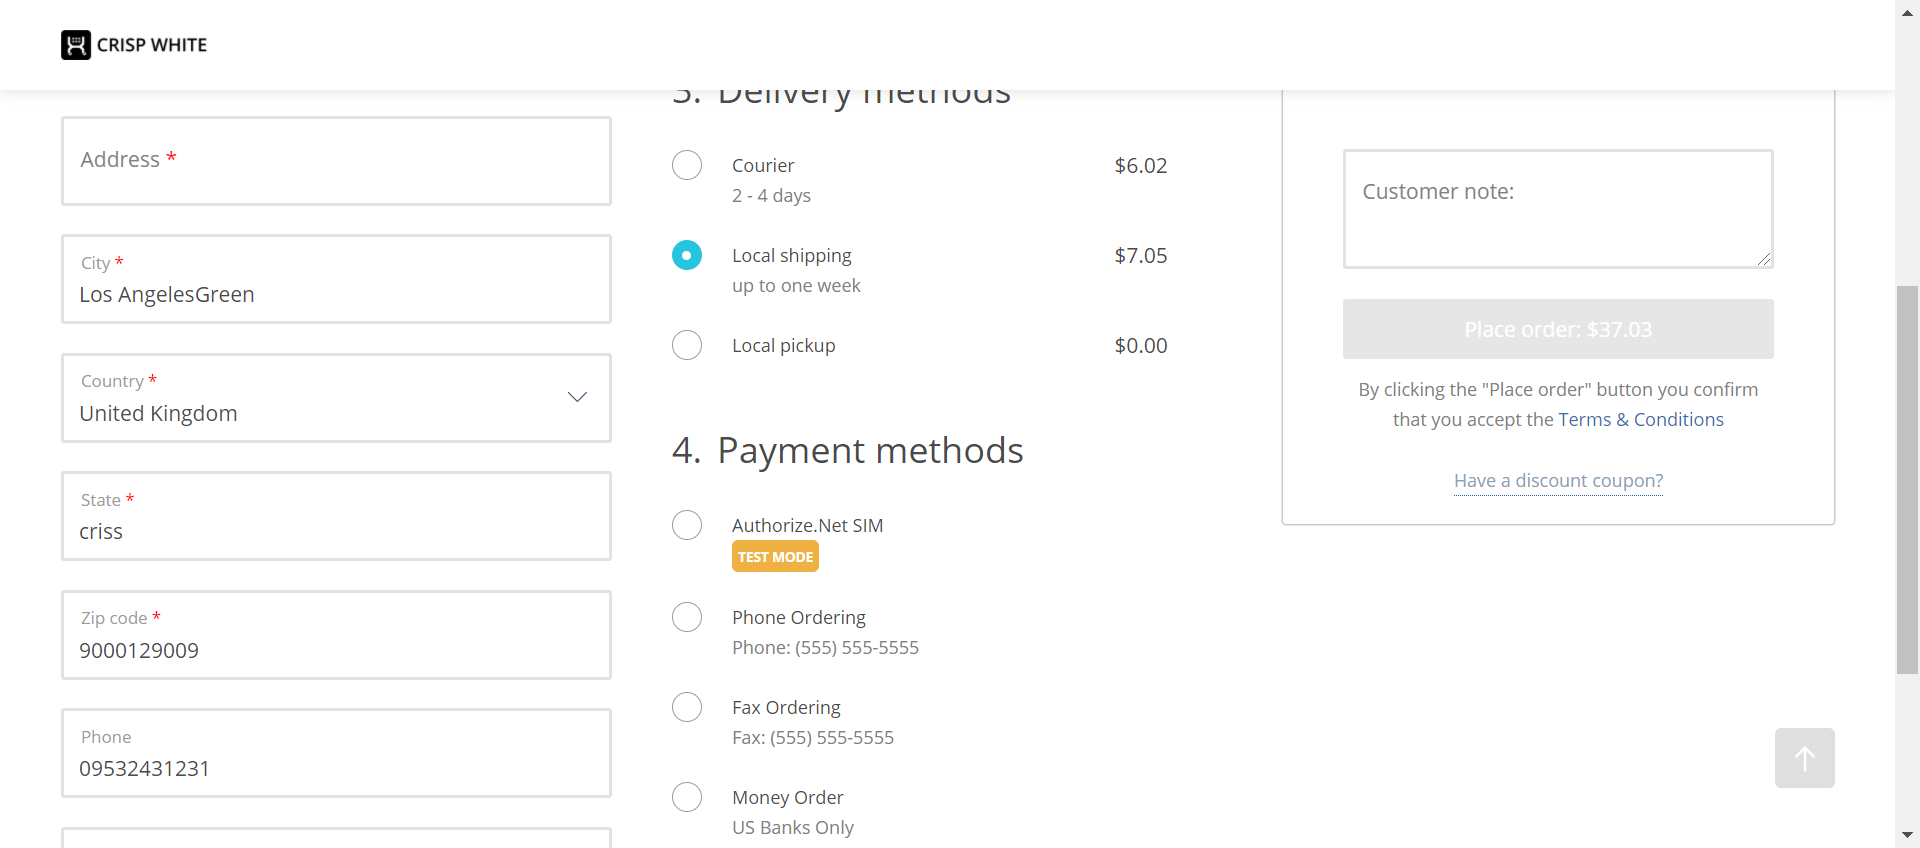 CRISP WHITE
Address *
City *
Los AngelesGreen
Country *
United Kingdom
State *
criss
Zip code *
9000129009
Phone
09532431231
3. Delivery methods
Courier $6.02
2 - 4 days
Local shipping $7.05
up to one week
Local pickup $0.00
4. Payment methods
Authorize.Net SIM
TEST MODE
Phone Ordering
Phone: (555) 555-5555
Fax Ordering
Fax: (555) 555-5555
Money Order
US Banks Only
Customer note:
Place order: $37.03
By clicking the "Place order" button you confirm
that you accept the Terms & Conditions
Have a discount coupon?